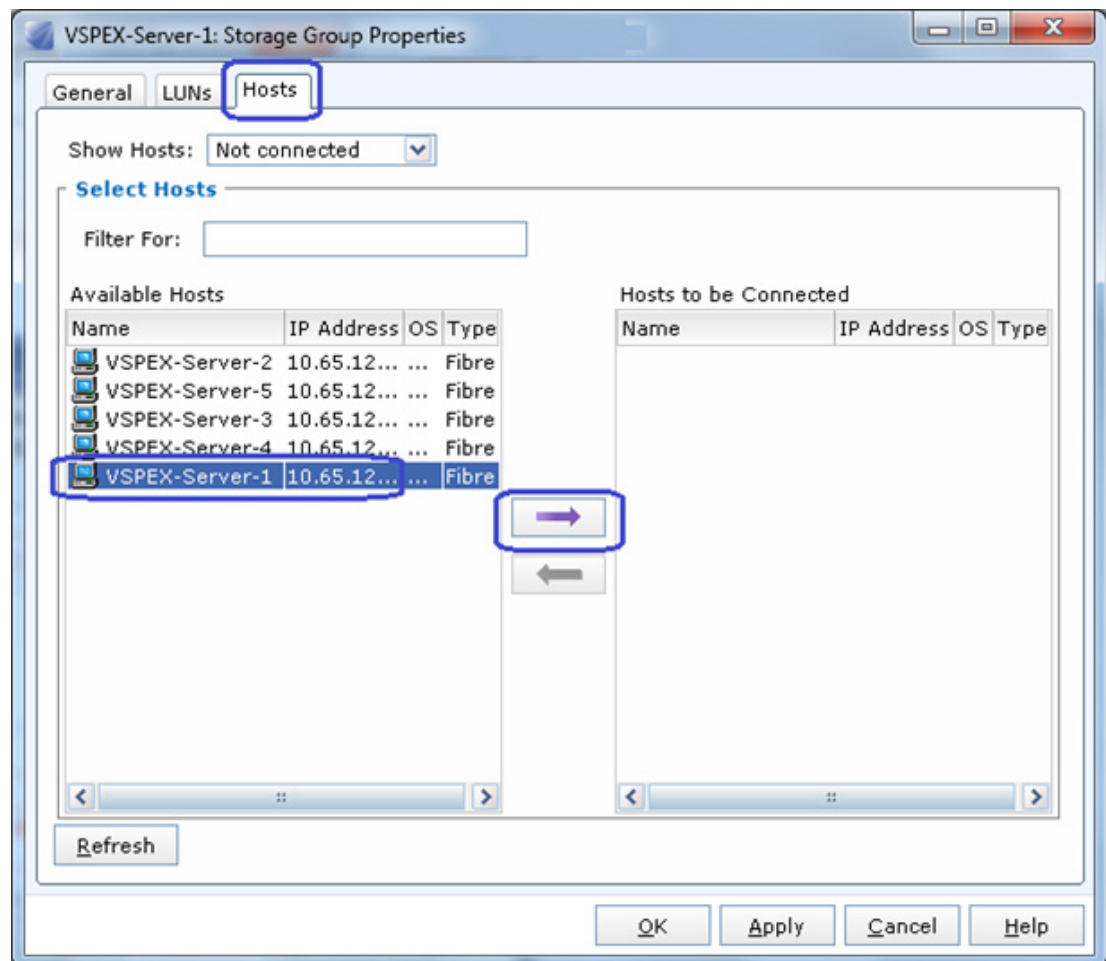 VSPEX-Server-1: Storage Group Properties
General LUNs Hosts
Show Hosts: Not connected
Select Hosts
Filter For:
Available Hosts Hosts to be Connected
Name IP Address OS Type Name IP Address OS Type
VSPEX-Server-2 10.65.12... ... Fibre
VSPEX-Server-5 10.65.12... ... Fibre
VSPEX-Server-3 10.65.12... ... Fibre
VSPEX-Server-4 10.65.12... ... Fibre
VSPEX-Server-1 10.65.12... ... Fibre
Refresh
OK Apply Cancel Help